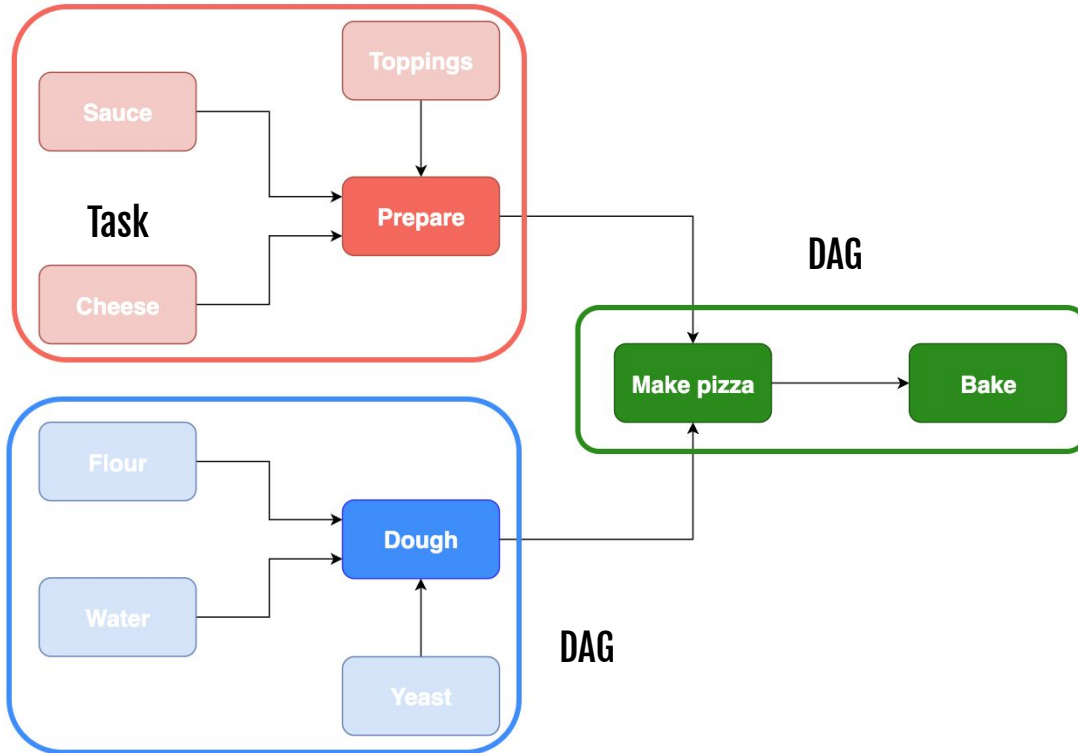 Toppings
Sauce
Prepare
Task
Cheese
DAG
Make pizza
Bake
Flour
Dough
Water
DAG
Yeast